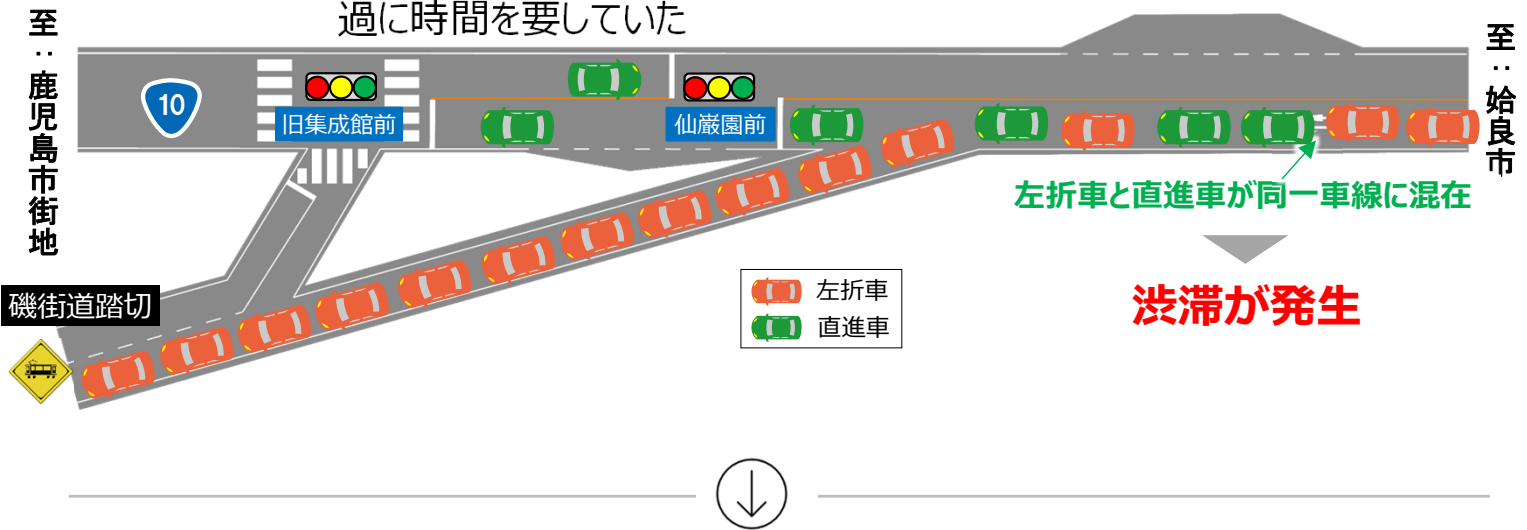 過に時間を要していた
至：鹿児島市街地
至：姶良市
10
旧集成館前
仙巌園前
左折車と直進車が同一車線に混在
渋滞が発生
磯街道踏切
左折車
直進車